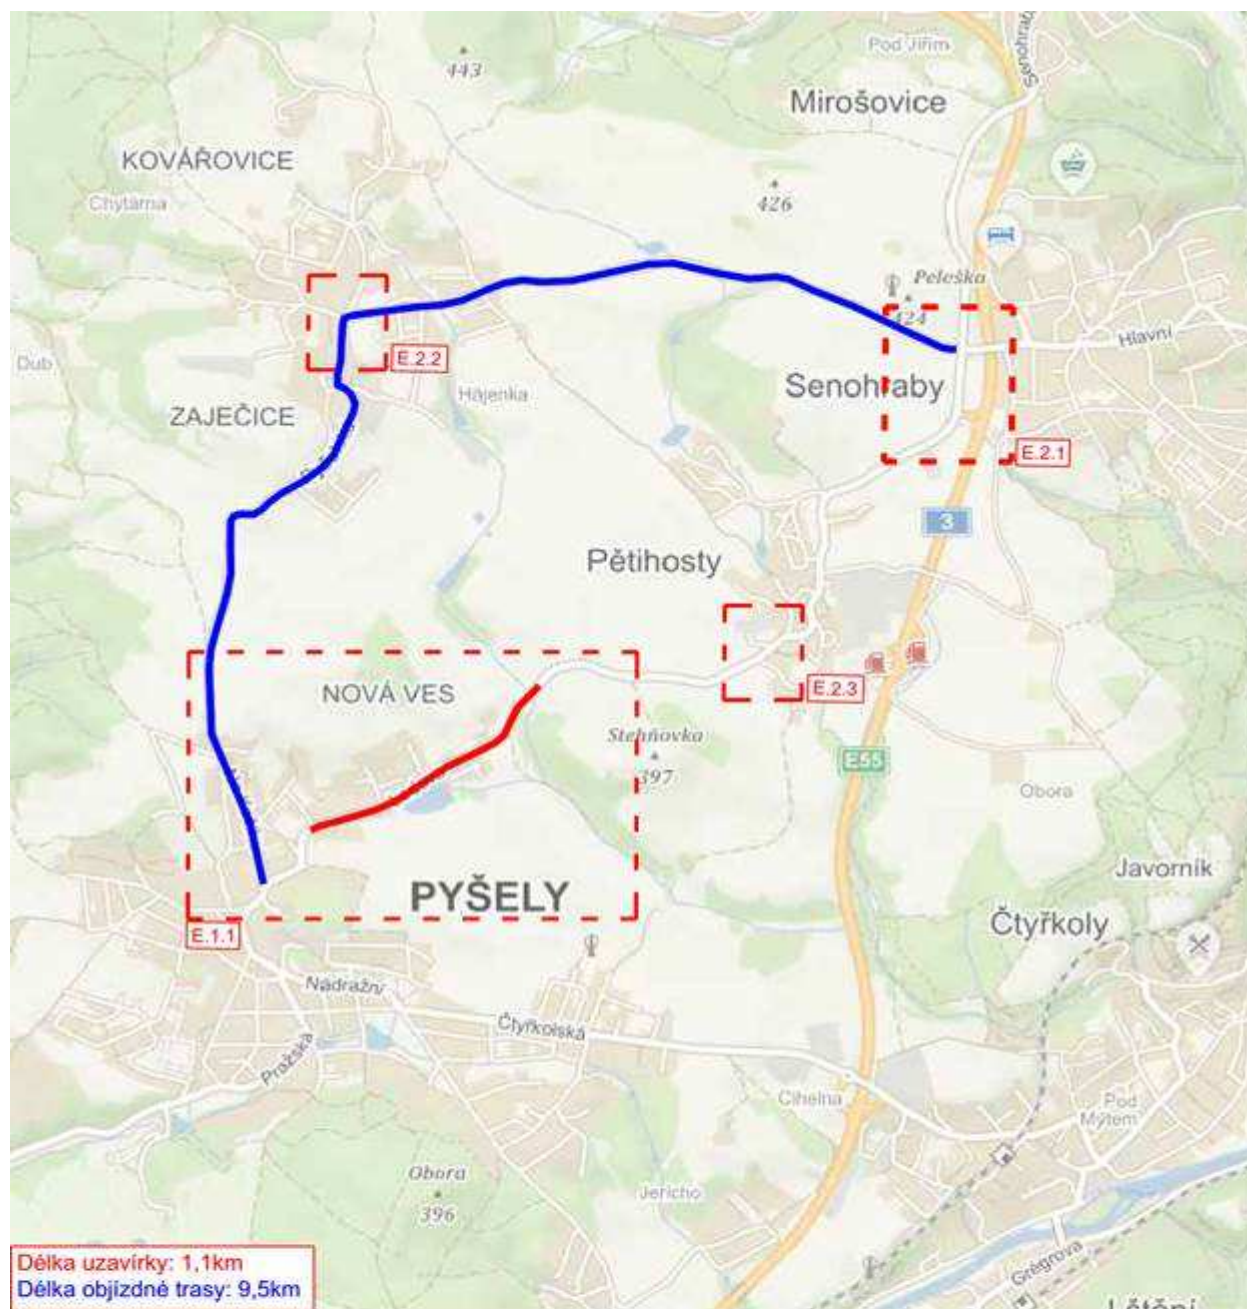 Pod Jiřím
443
Mirošovice
KOVÁŘOVICE
Chytárna
426
Peleška
424
Hlavní
E.2.2
Dub
Hájenka
Senohraby
ZAJEČICE
E.2.1
3
Pětihosty
NOVÁ VES
E.2.3
Stehňovka
397
E55
Obora
Javorník
PYŠELY
Čtyřkoly
E.1.1
Nádražní
Čtyřkolská
Pražská
Cihelna
Pod
Mýtem
Obora
396
Jericho
Grégrova
Délka uzavírky: 1,1km
Délka objízdné trasy: 9,5km